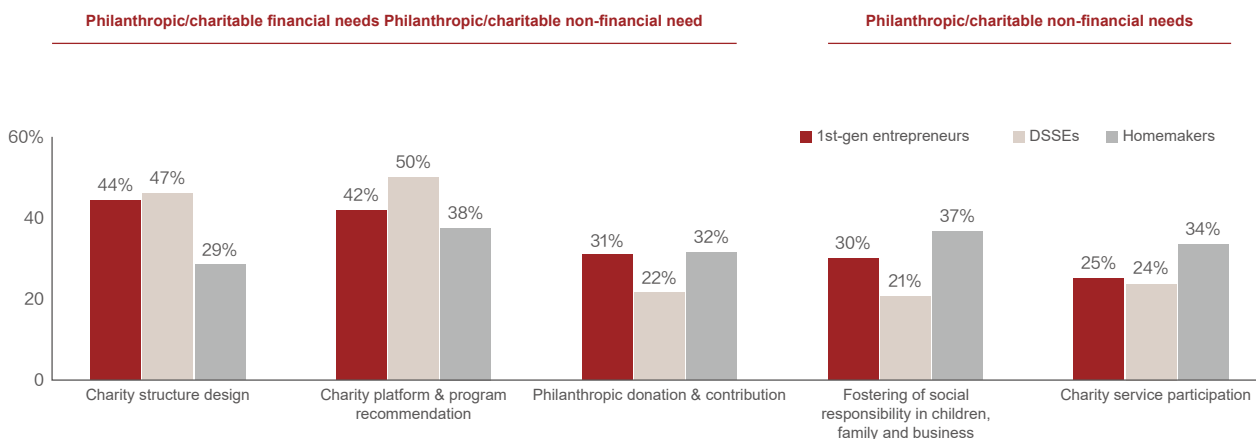 Philanthropic/charitable financial needs Philanthropic/charitable non-financial need
Philanthropic/charitable non-financial needs
60%
40
20
0
1st-gen entrepreneurs
DSSEs
Homemakers
44%
47%
29%
42%
50%
38%
31%
22%
32%
30%
21%
37%
25%
24%
34%
Charity structure design
Charity platform & program
recommendation
Philanthropic donation & contribution
Fostering of social
responsibility in children,
family and business
Charity service participation